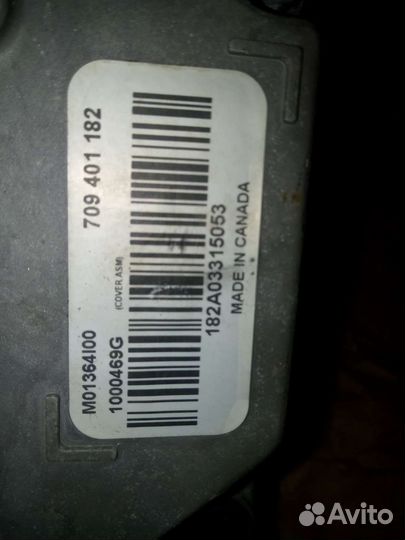 709 401 182
M01364I00
(COVER,ASM)
1000469G
182A03315053
MADE IN CANADA
Avito